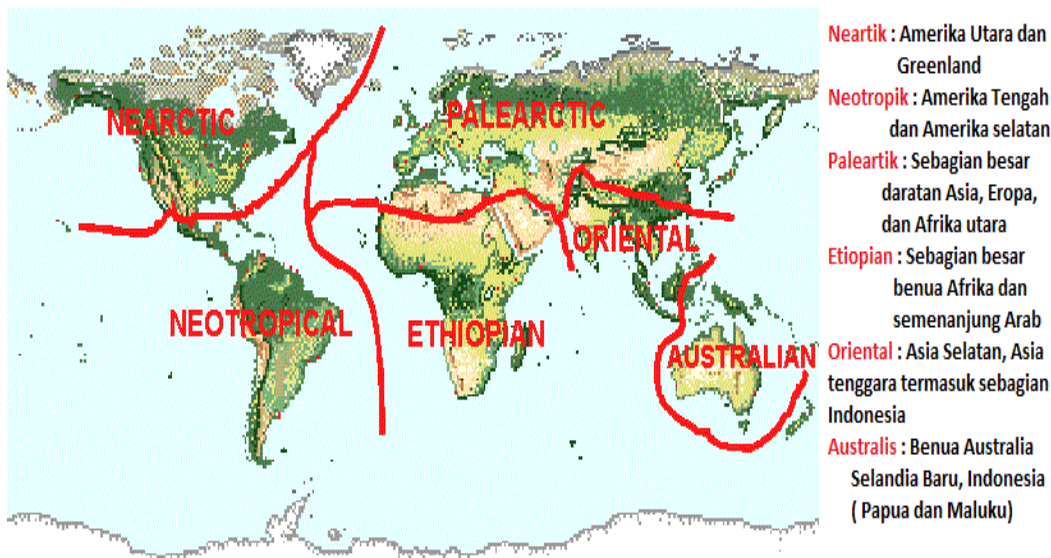 NEARCTIC
PALEARCTIC
ORIENTAL
NEOTROPICAL
ETHIOPIAN
AUSTRALIAN
Neartik : Amerika Utara dan
Greenland
Neotropik : Amerika Tengah
dan Amerika selatan
Paleartik : Sebagian besar
daratan Asia, Eropa,
dan Afrika utara
Etiopian : Sebagian besar
benua Afrika dan
semenanjung Arab
Oriental : Asia Selatan, Asia
tenggara termasuk sebagian
Indonesia
Australis : Benua Australia
Selandia Baru, Indonesia
( Papua dan Maluku)